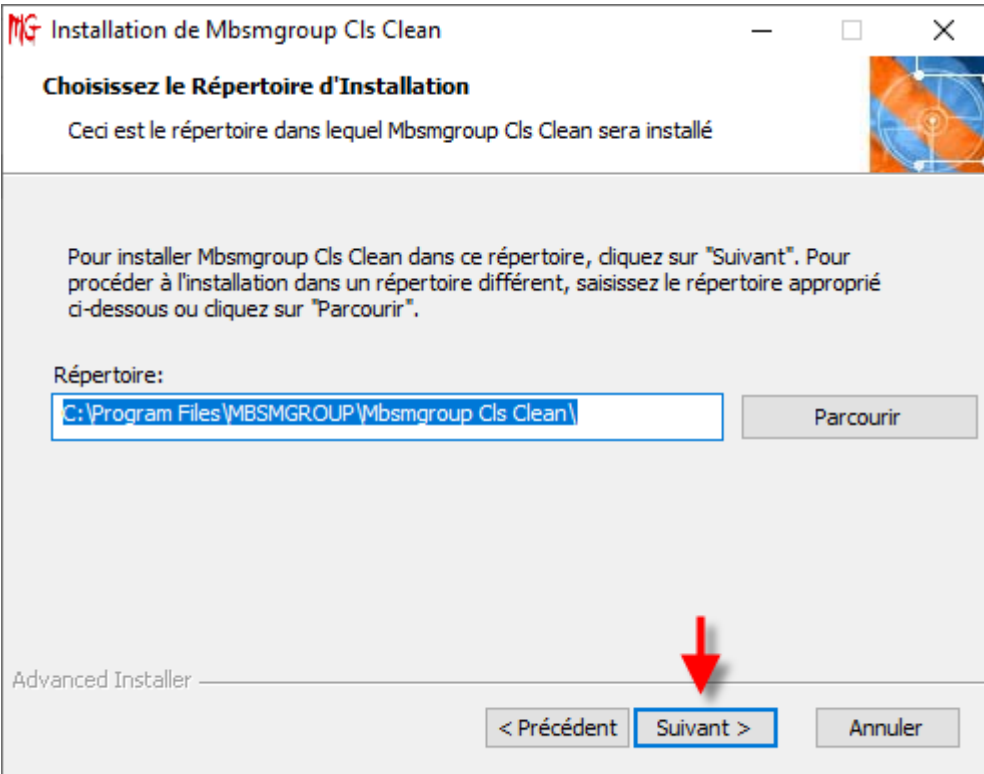 MG Installation de Mbsmgroup Cls Clean
Choisissez le Répertoire d'Installation
Ceci est le répertoire dans lequel Mbsmgroup Cls Clean sera installé
Pour installer Mbsmgroup Cls Clean dans ce répertoire, cliquez sur "Suivant". Pour
procéder à l'installation dans un répertoire différent, saisissez le répertoire approprié
ci-dessous ou cliquez sur "Parcourir".
Répertoire:
C:\Program Files\MBSMGROUP\Mbsmgroup Cls Clean\
Parcourir
Advanced Installer
< Précédent
Suivant >
Annuler